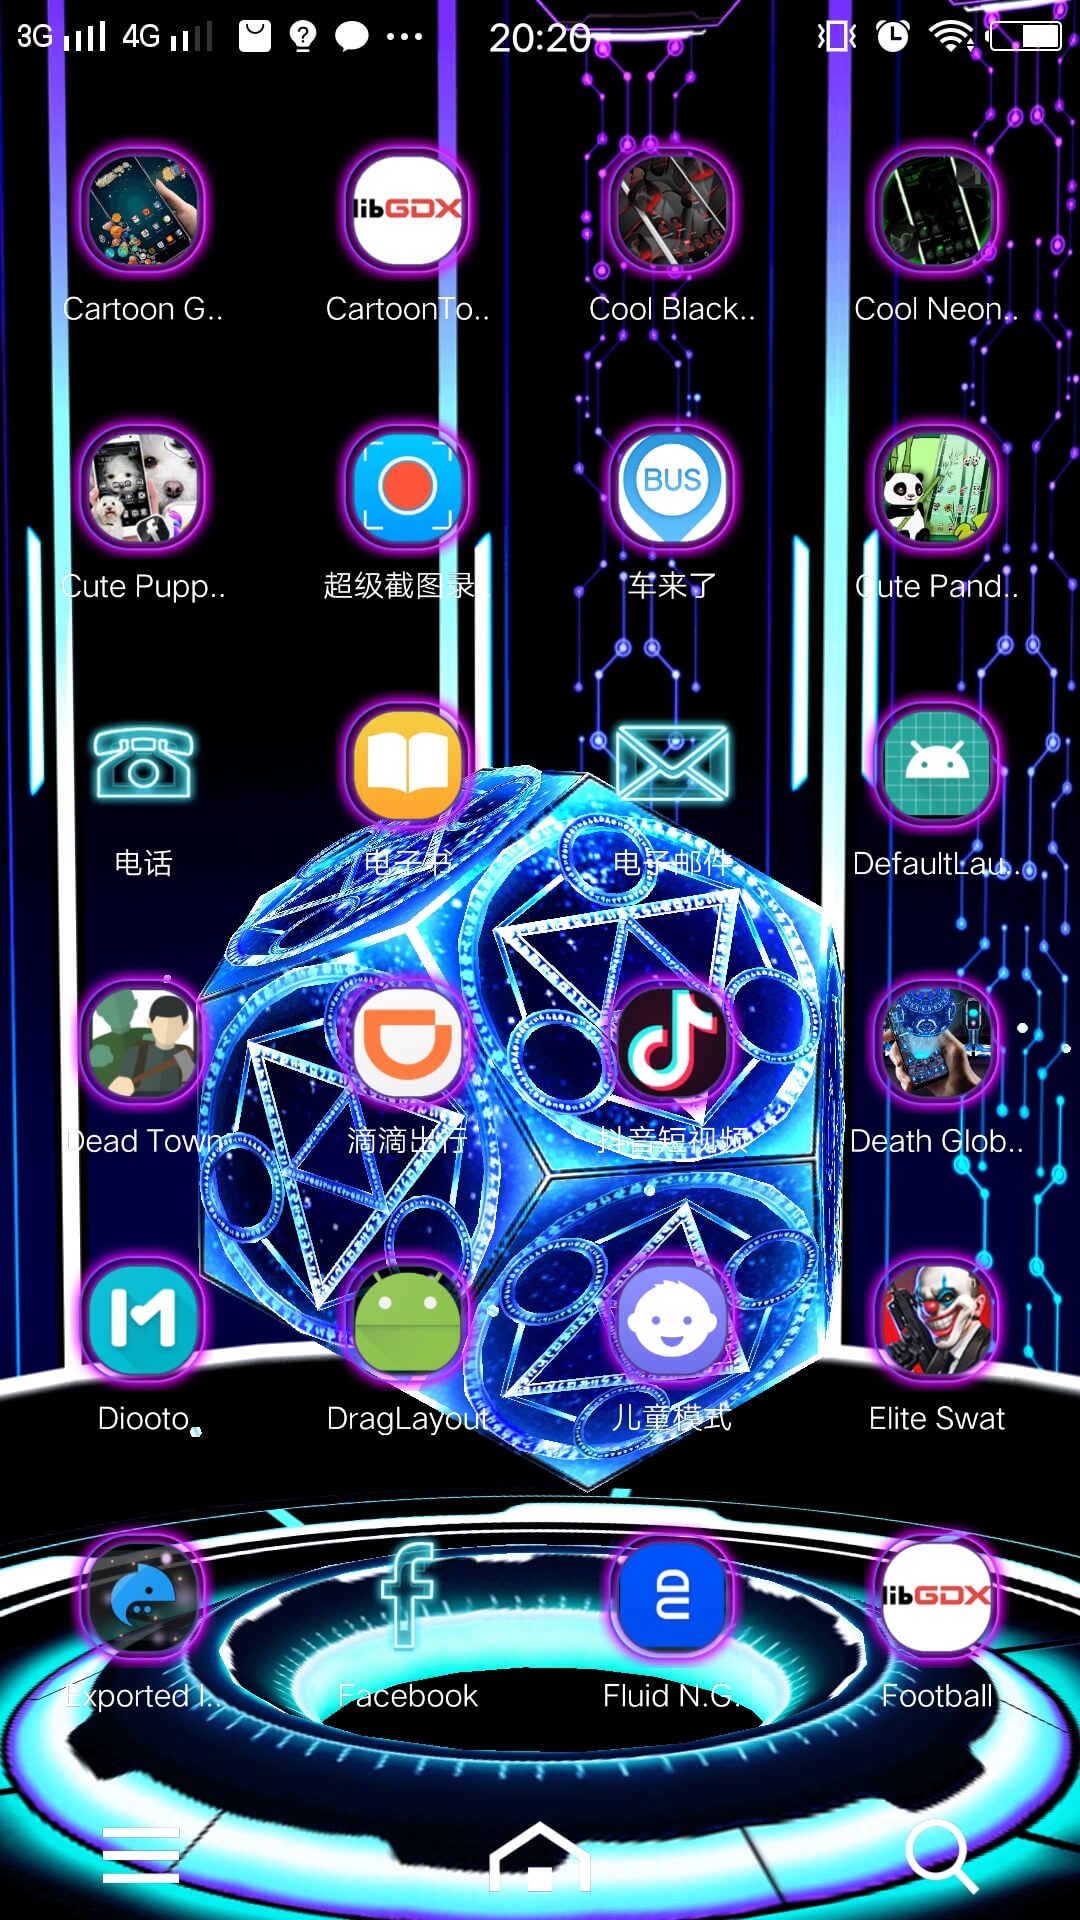 3G 4G 20:20
libGDX
Cartoon G.. CartoonTo.. Cool Black.. Cool Neon..
BUS
Cute Pupp.. 超级截图录.. 车来了 Cute Pand..
电话 电子书 电子邮件 DefaultLau..
Dead Town 滴滴出行 抖音短视频 Death Glob..
Diooto DragLayout 儿童模式 Elite Swat
libGDX
Exported I.. Facebook Fluid N.G.. Football